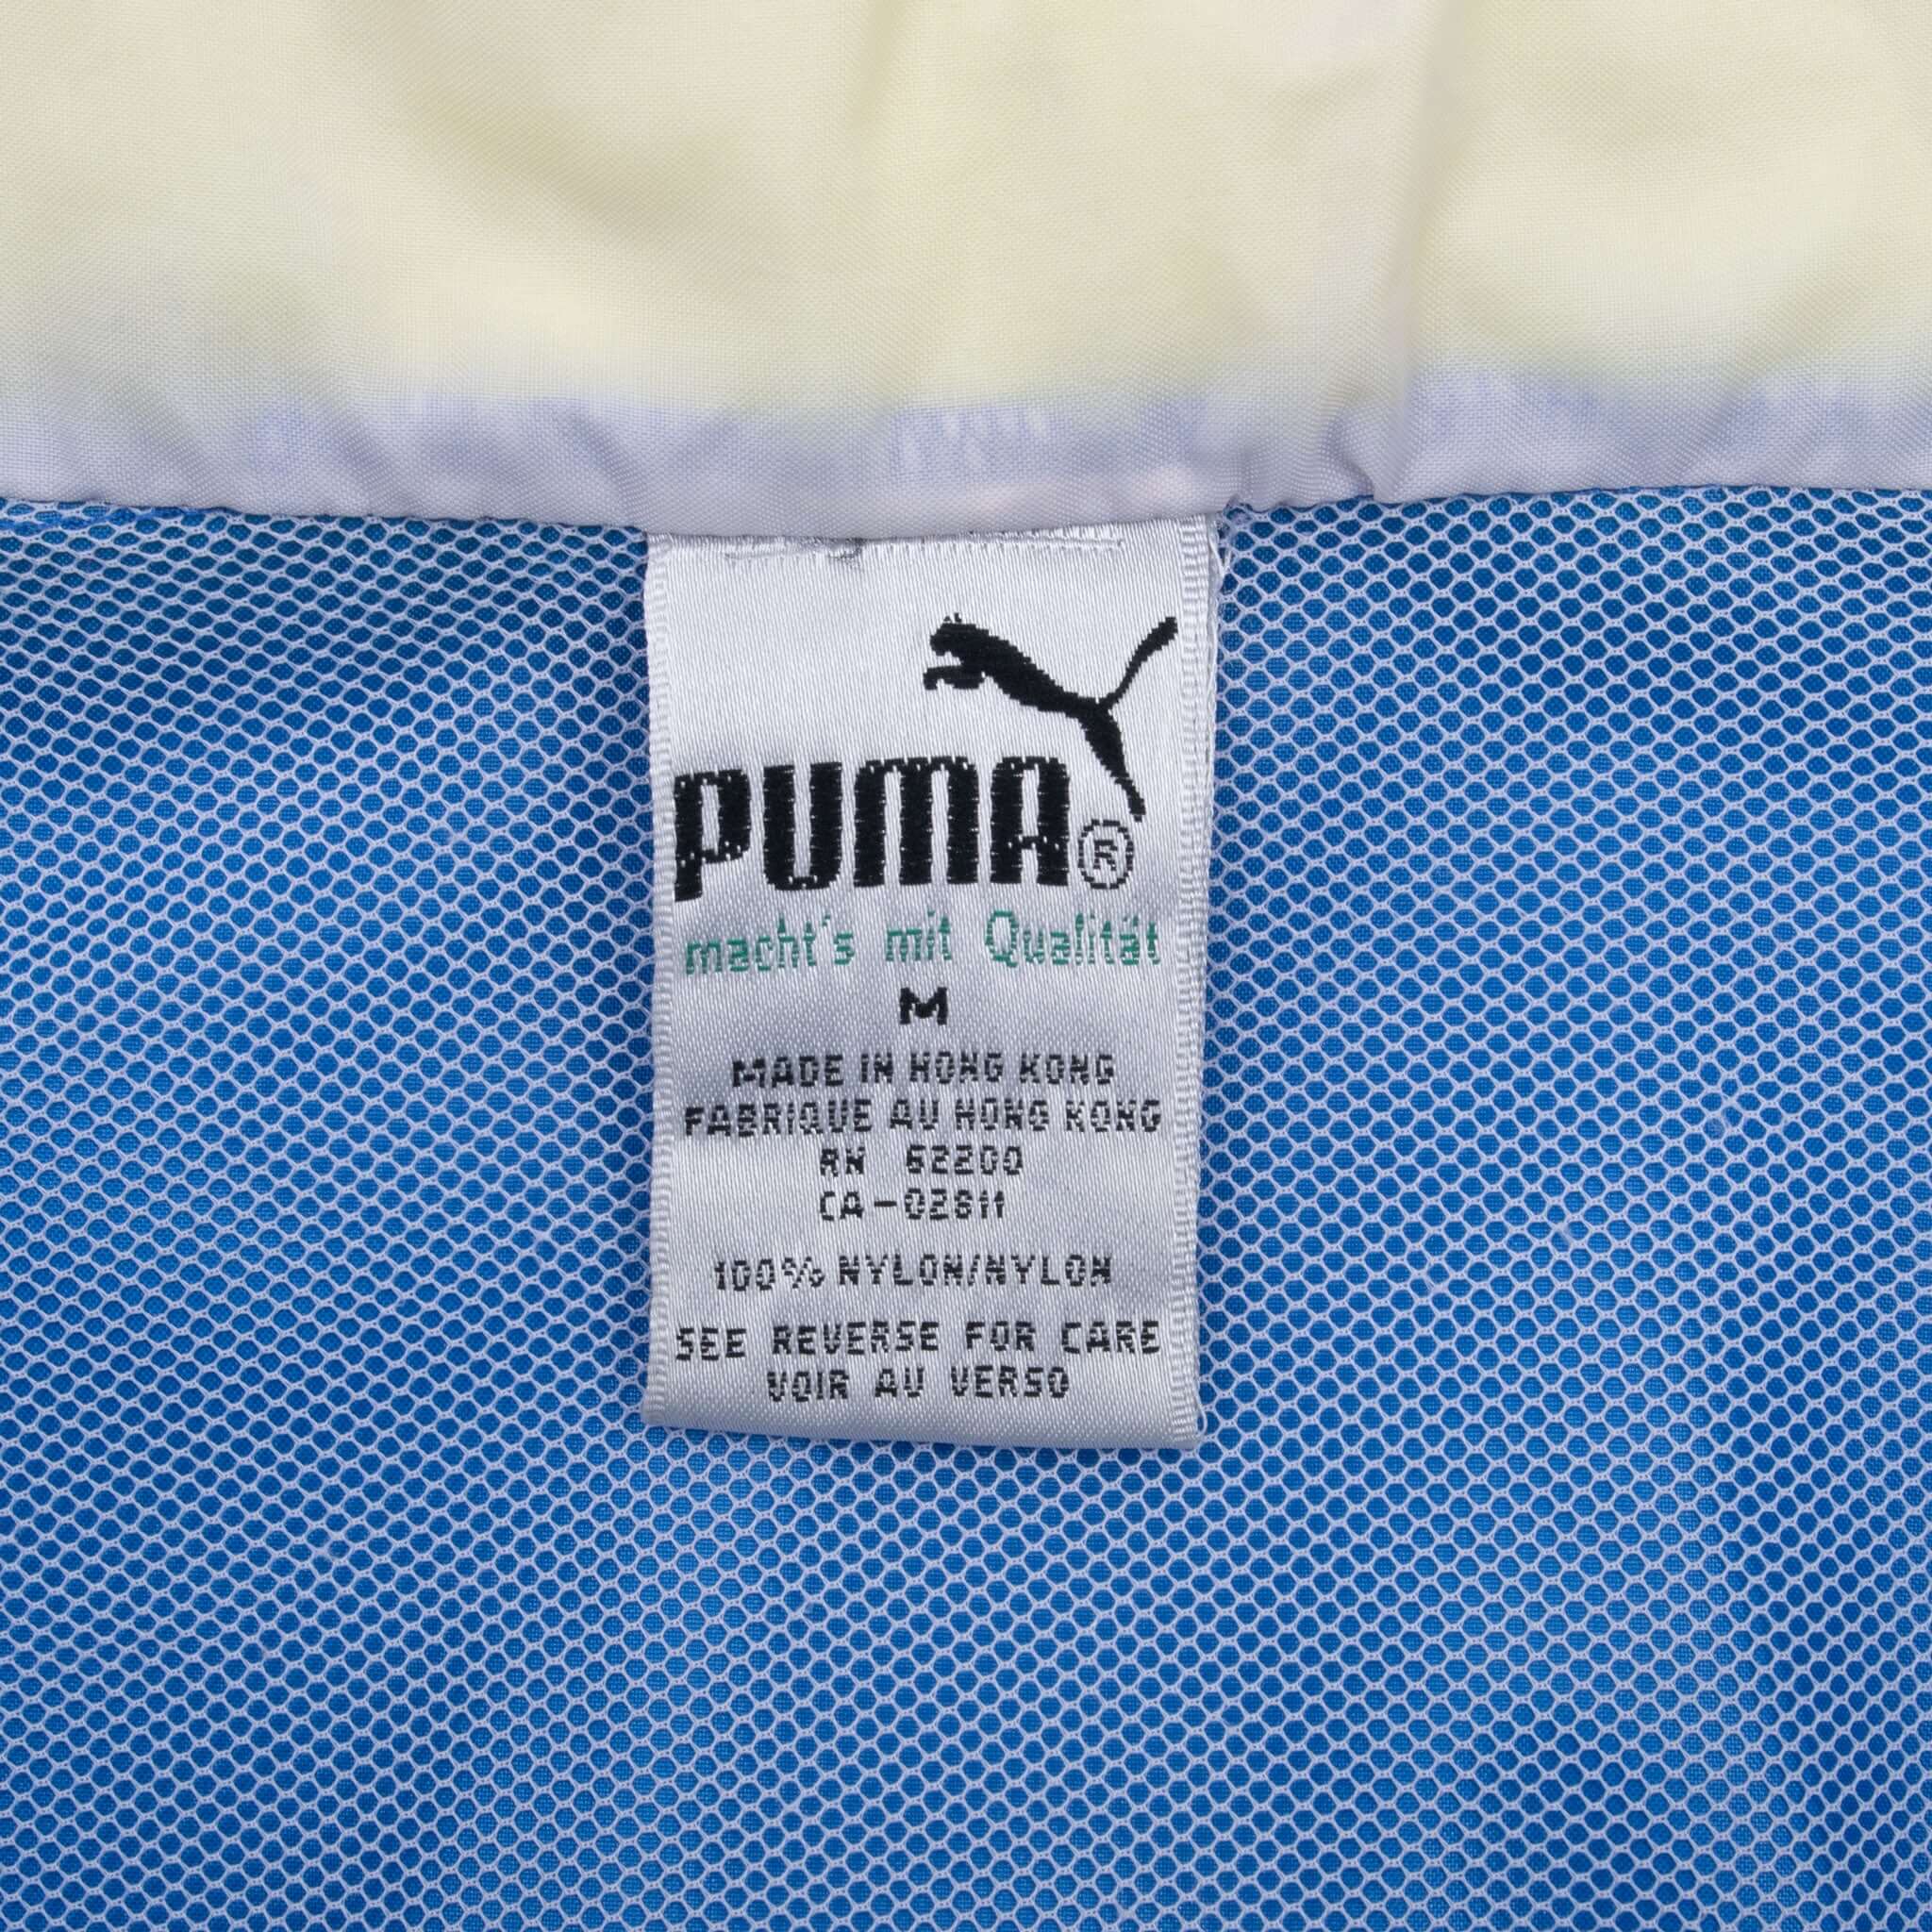 PUMA®
macht's mit Qualität
M
MADE IN HONG KONG
FABRIQUE AU HONG KONG
RN 62200
CA-02811
100% NYLON/NYLON
SEE REVERSE FOR CARE
VOIR AU VERSO